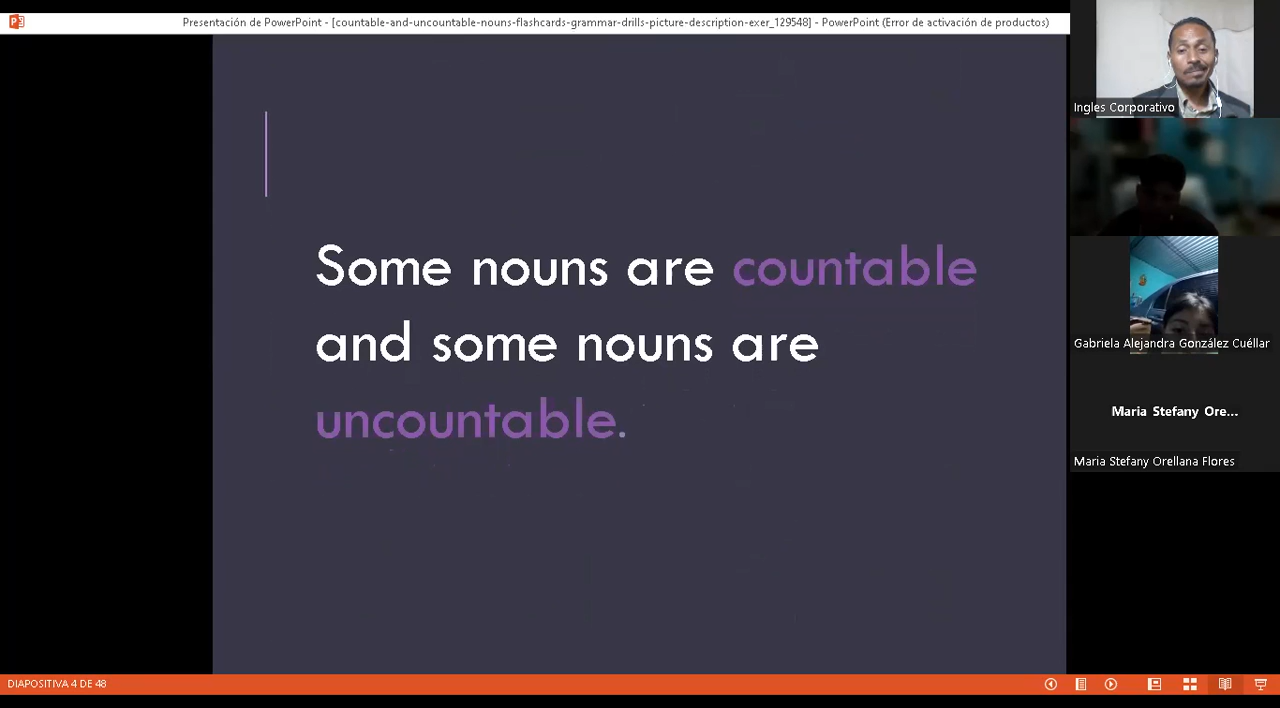 Presentación de PowerPoint - [countable-and-uncountable-nouns-flashcards-grammar-drills-picture-description-exer_129548] - PowerPoint (Error de activación de productos)
Ingles Corporativo
Some nouns are countable
and some nouns are
uncountable.
Gabriela Alejandra González Cuéllar
Maria Stefany Ore...
Maria Stefany Orellana Flores
DIAPOSITIVA 4 DE 48